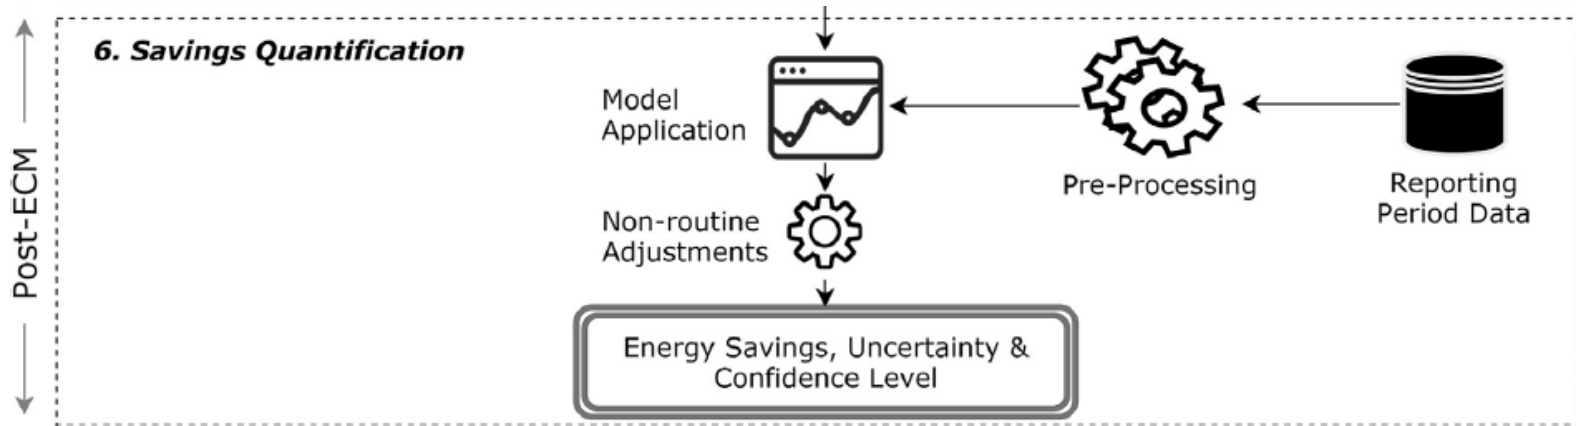 6. Savings Quantification
Model
Application
Pre-Processing
Reporting
Period Data
Non-routine
Adjustments
Energy Savings, Uncertainty &
Confidence Level
Post-ECM